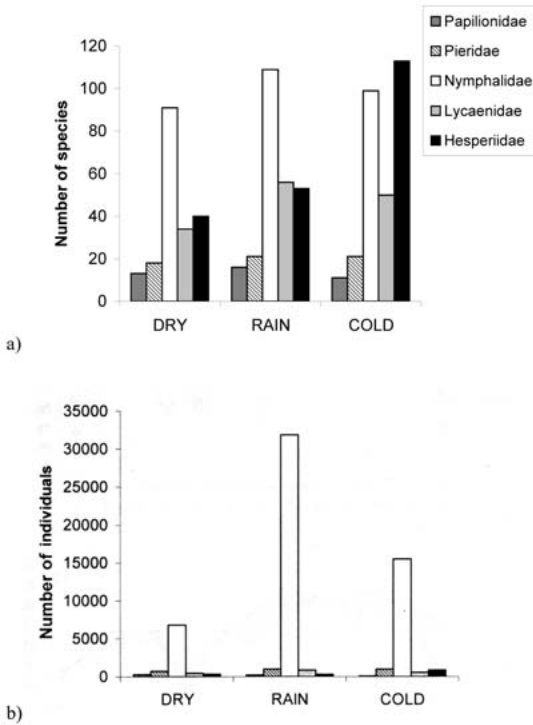 Papilionidae
Pieridae
Nymphalidae
Lycaenidae
Hesperiidae
Number of species
120
100
80
60
40
20
0
DRY RAIN COLD
a)
Number of individuals
35000
30000
25000
20000
15000
10000
5000
0
DRY RAIN COLD
b)